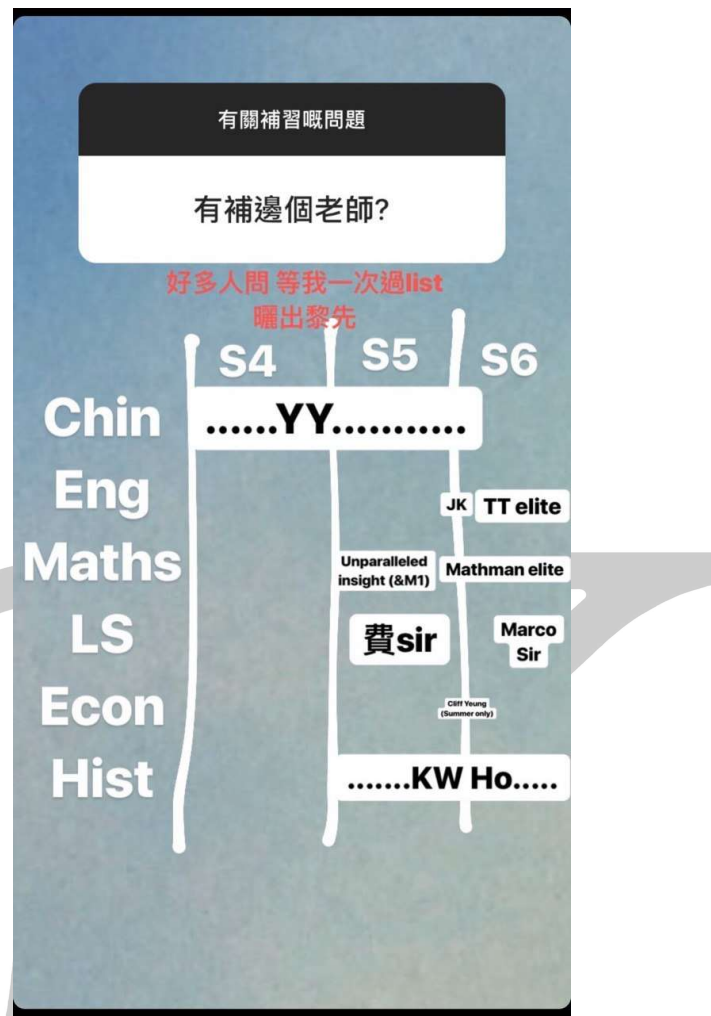 有關補習嘅問題
有補邊個老師?
好多人問 等我一次過list
曬出黎先
S4 S5 S6
Chin ......YY...........
Eng JK TT elite
Maths Unparalleled
insight (&M1) Mathman elite
LS 費sir Marco
Sir
Econ Cliff Yeung
(Summer only)
Hist .......KW Ho.....